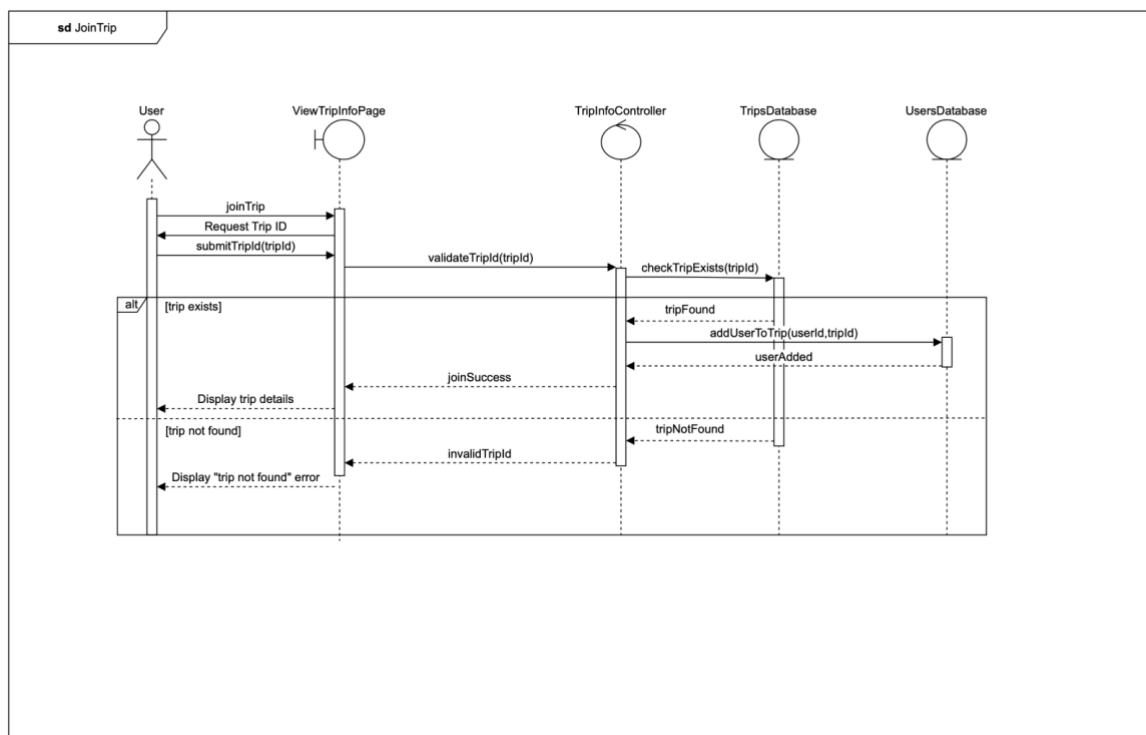 sd JoinTrip
User
ViewTripInfoPage
TripInfoController
TripsDatabase
UsersDatabase
joinTrip
Request Trip ID
submitTripId(tripId)
validateTripId(tripId)
checkTripExists(tripId)
alt
[trip exists]
tripFound
addUserToTrip(userId,tripId)
userAdded
joinSuccess
Display trip details
[trip not found]
tripNotFound
invalidTripId
Display "trip not found" error